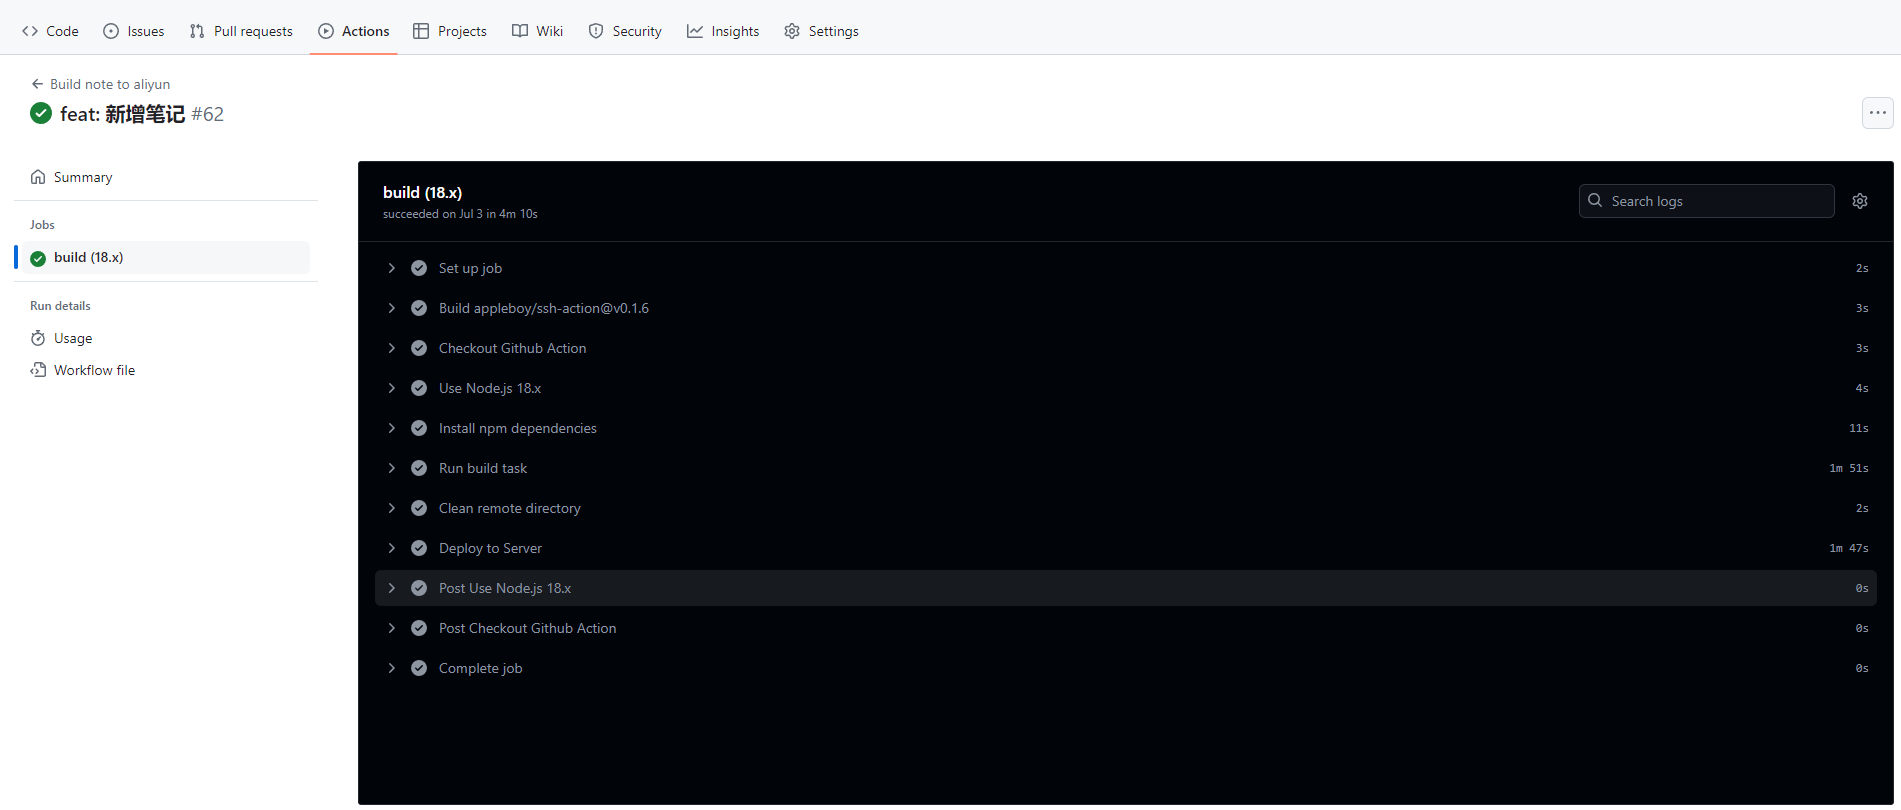 Code Issues Pull requests Actions Projects Wiki Security Insights Settings
Build note to aliyun
feat: 新增笔记 #62
Summary
Jobs
build (18.x)
Run details
Usage
Workflow file
build (18.x)
succeeded on Jul 3 in 4m 10s
Search logs
Set up job 2s
Build appleboy/ssh-action@v0.1.6 3s
Checkout Github Action 3s
Use Node.js 18.x 4s
Install npm dependencies 11s
Run build task 1m 51s
Clean remote directory 2s
Deploy to Server 1m 47s
Post Use Node.js 18.x 0s
Post Checkout Github Action 0s
Complete job 0s